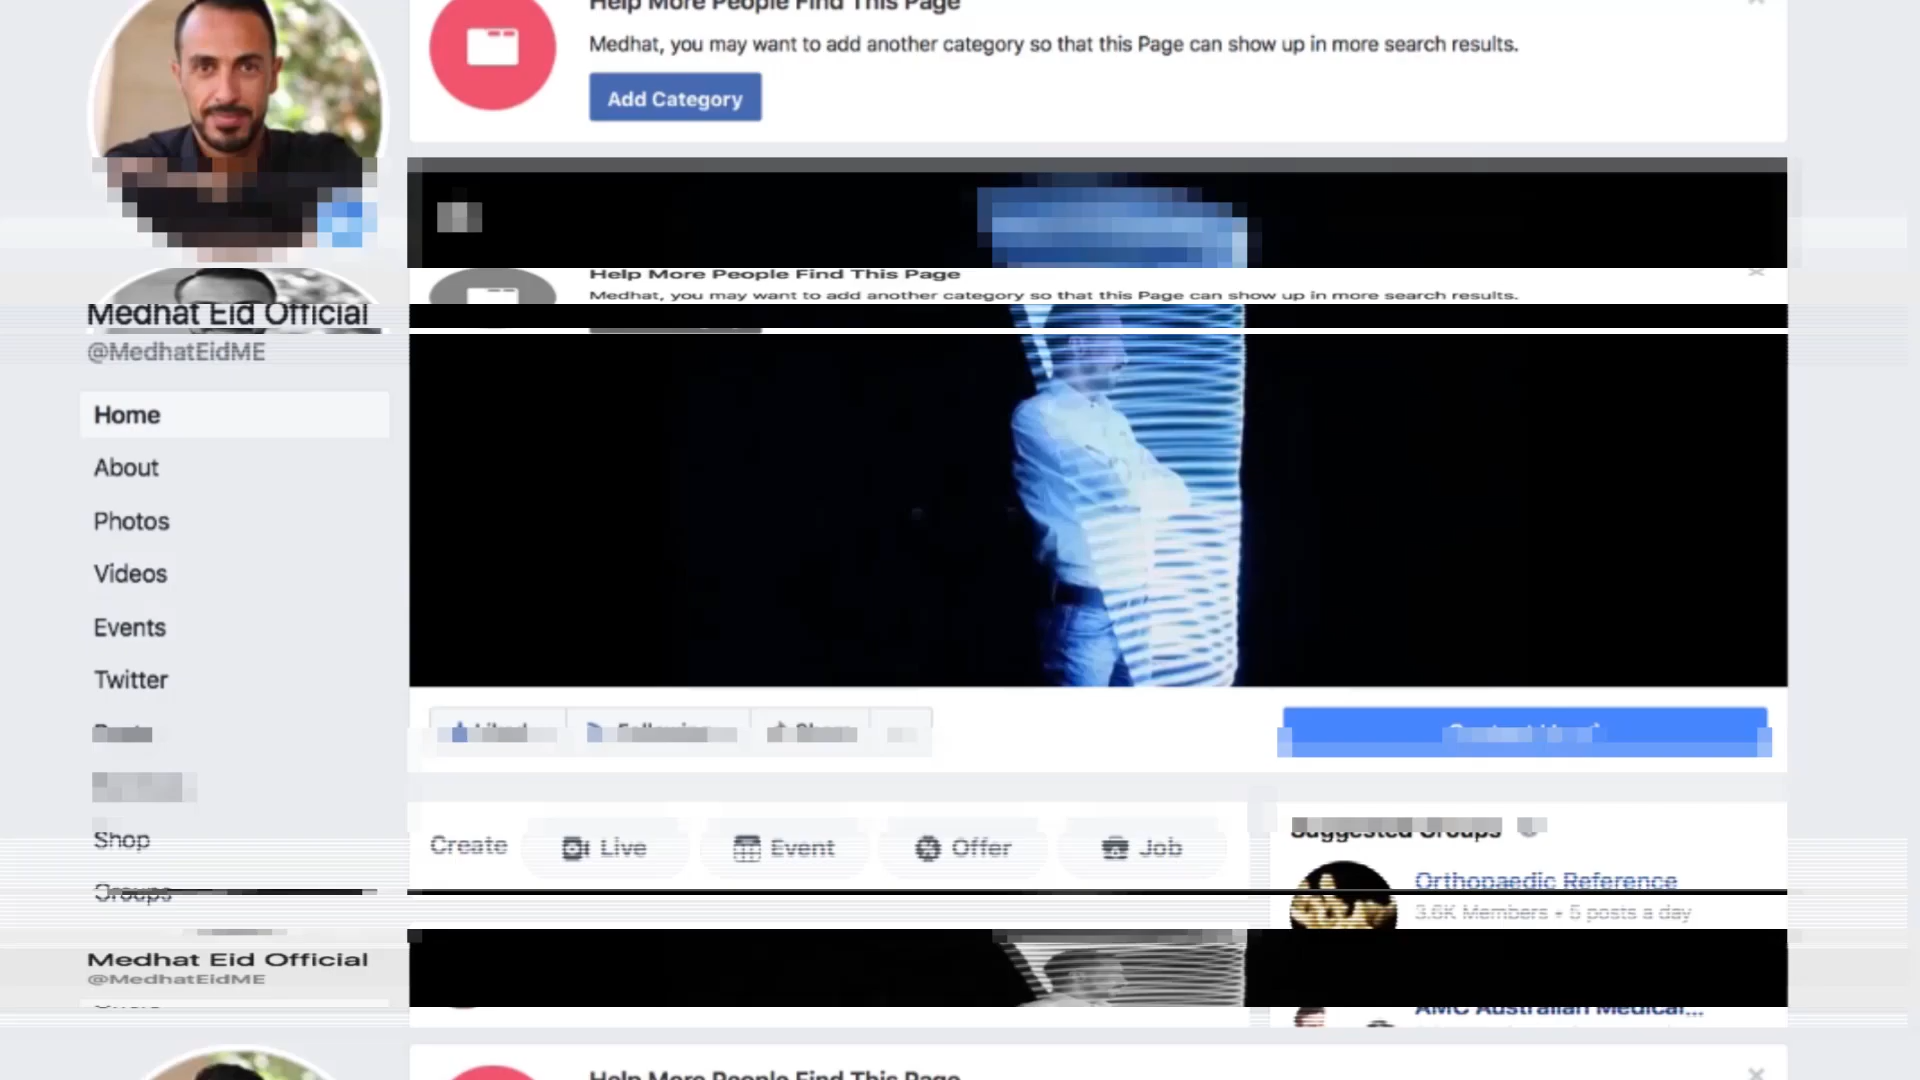 Help More People Find This Page
Medhat, you may want to add another category so that this Page can show up in more search results.
Add Category
Help More People Find This Page
Medhat, you may want to add another category so that this Page can show up in more search results.
Medhat Eid Official
@MedhatEidME
Home
About
Photos
Videos
Events
Twitter
Liked
Following
Share
Shop
Groups
Create
Live
Event
Offer
Job
Suggested Groups
Orthopaedic Reference
3.6K Members • 5 posts a day
Medhat Eid Official
@MedhatEidME
AMC Australian Medical...
Help More People Find This Page